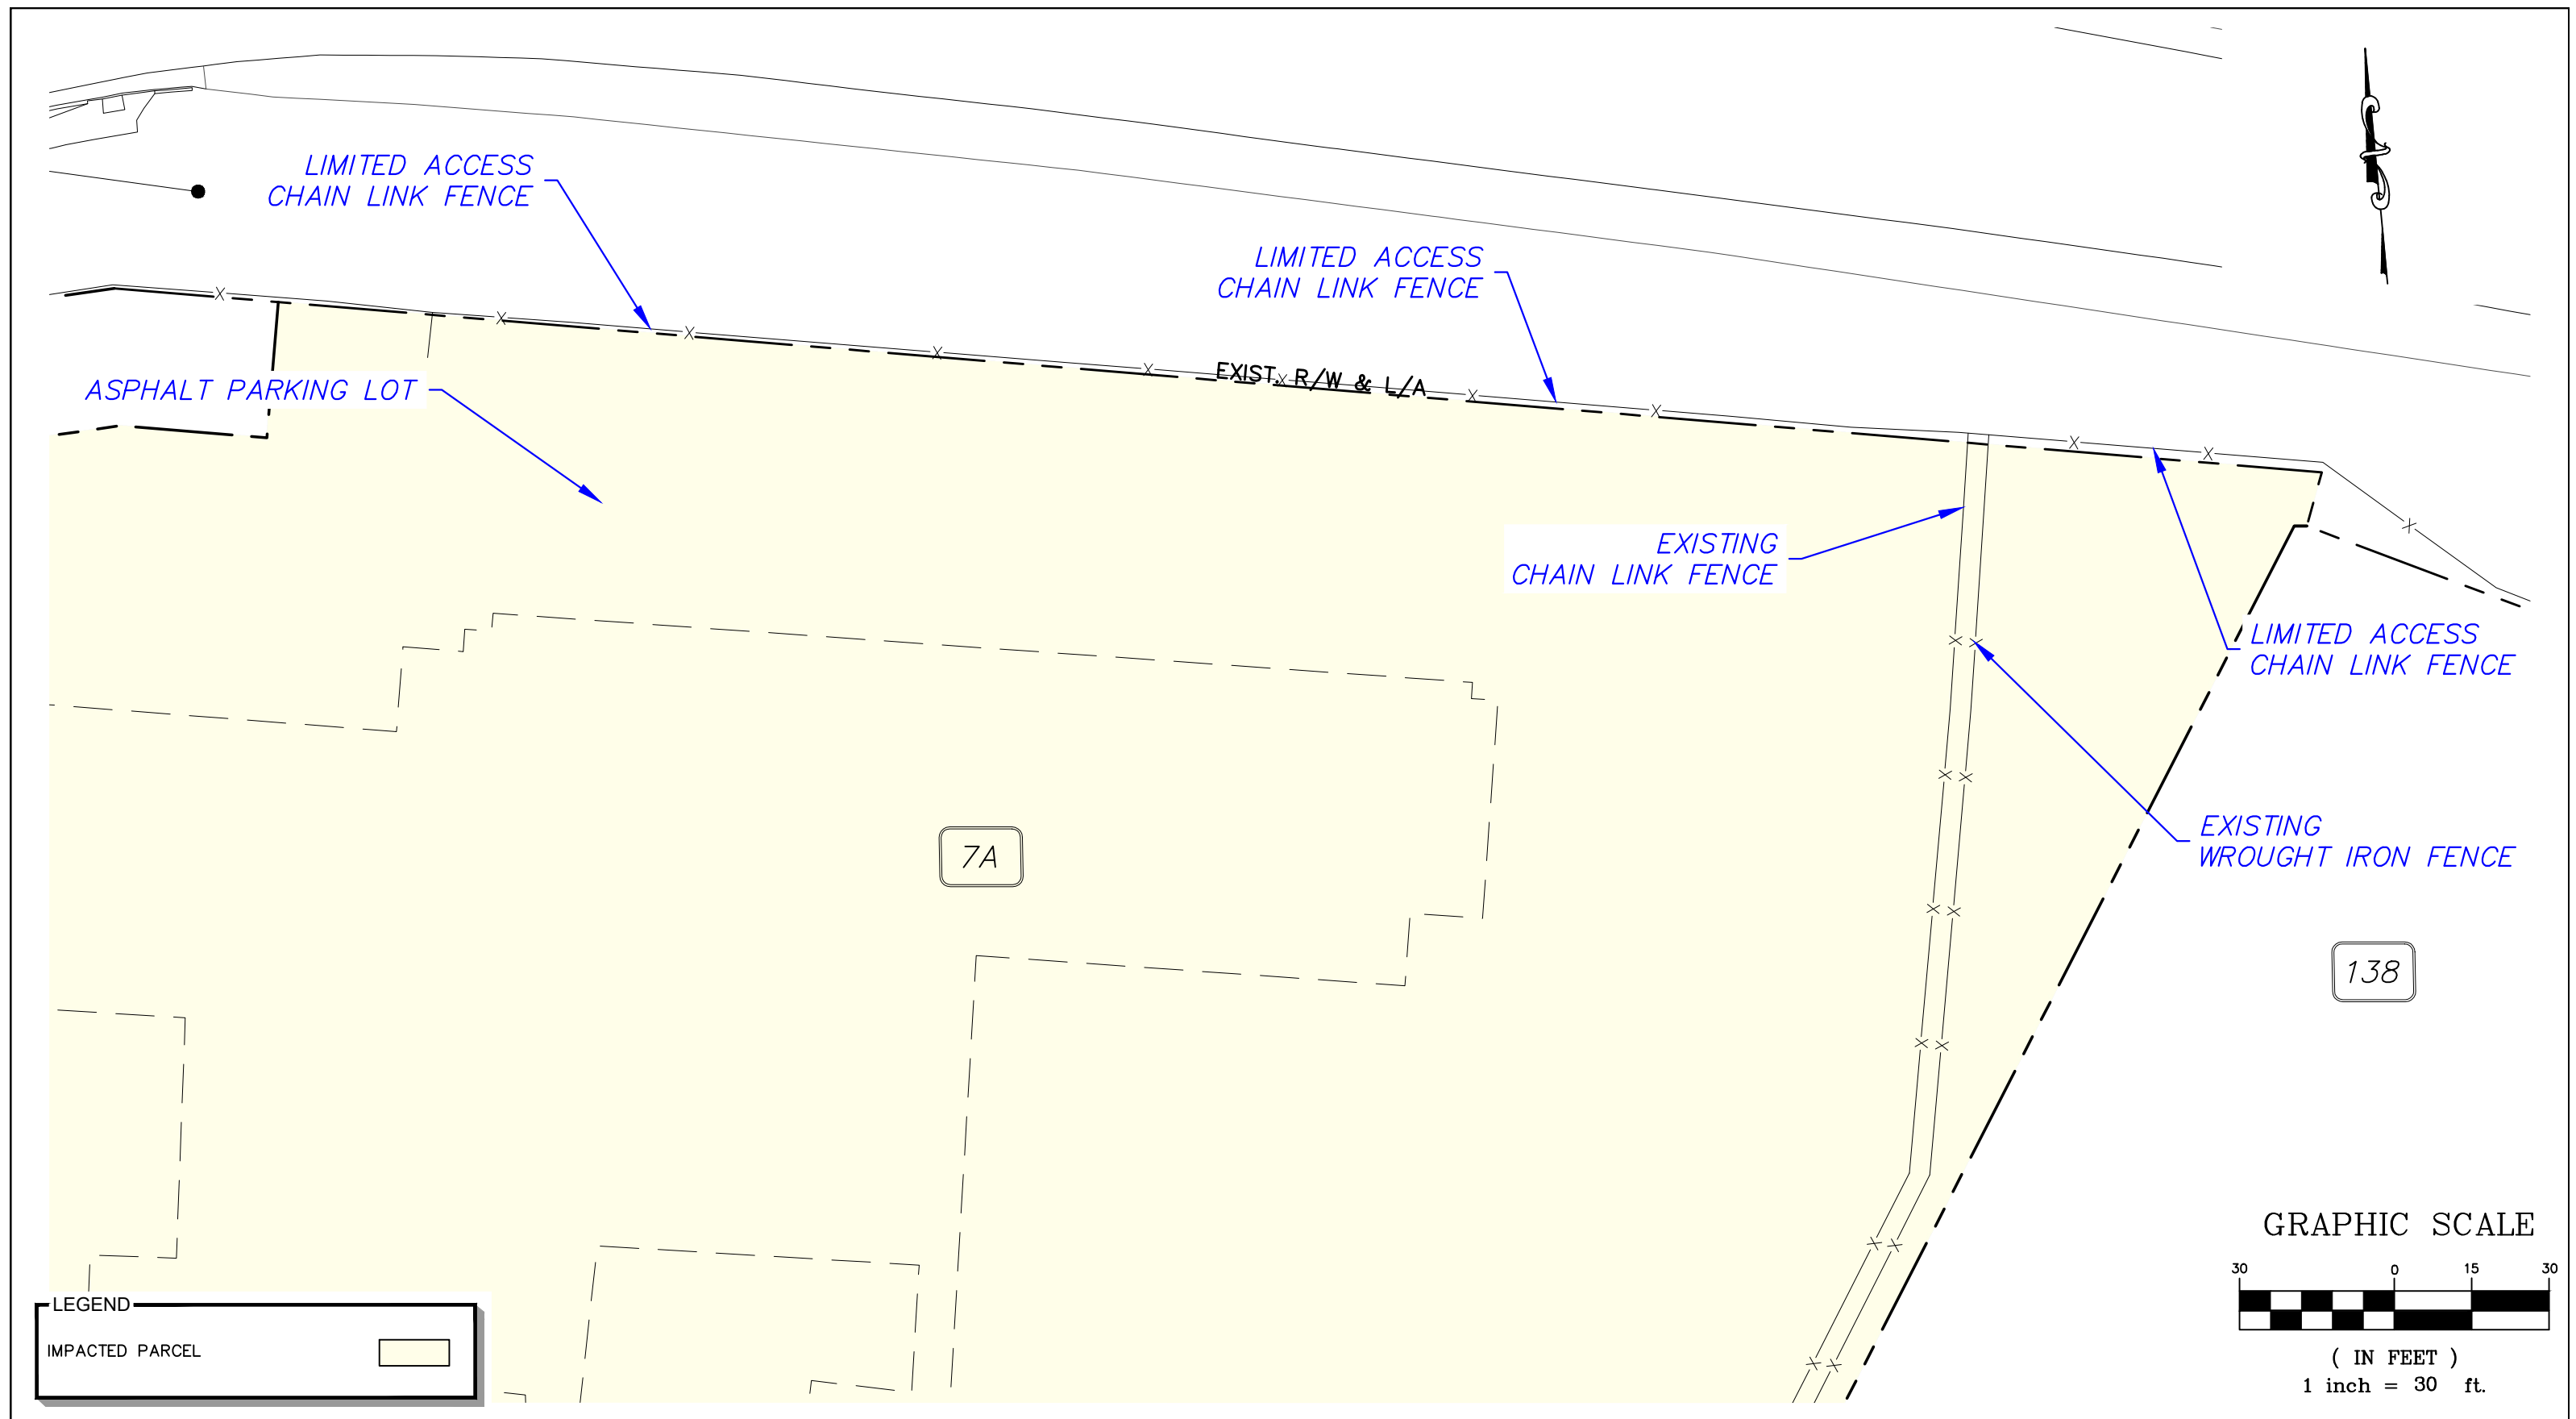 LIMITED ACCESS
CHAIN LINK FENCE
LIMITED ACCESS
CHAIN LINK FENCE
EXIST. R/W & L/A
ASPHALT PARKING LOT
EXISTING
CHAIN LINK FENCE
LIMITED ACCESS
CHAIN LINK FENCE
EXISTING
WROUGHT IRON FENCE
7A
138
GRAPHIC SCALE
30 0 15 30
( IN FEET )
1 inch = 30 ft.
LEGEND
IMPACTED PARCEL